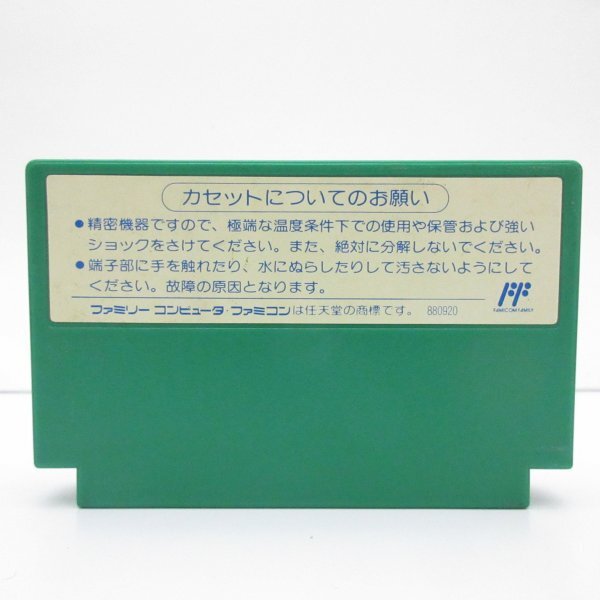 カセットについてのお願い
●精密機器ですので、極端な温度条件下での使用や保管および強い
ショックをさけてください。また、絶対に分解しないでください。
●端子部に手を触れたり、水にぬらしたりして汚さないようにして
ください。故障の原因となります。
ファミリー コンピュータ・ファミコンは任天堂の商標です。 880920
FF
FAMICOM FAMILY